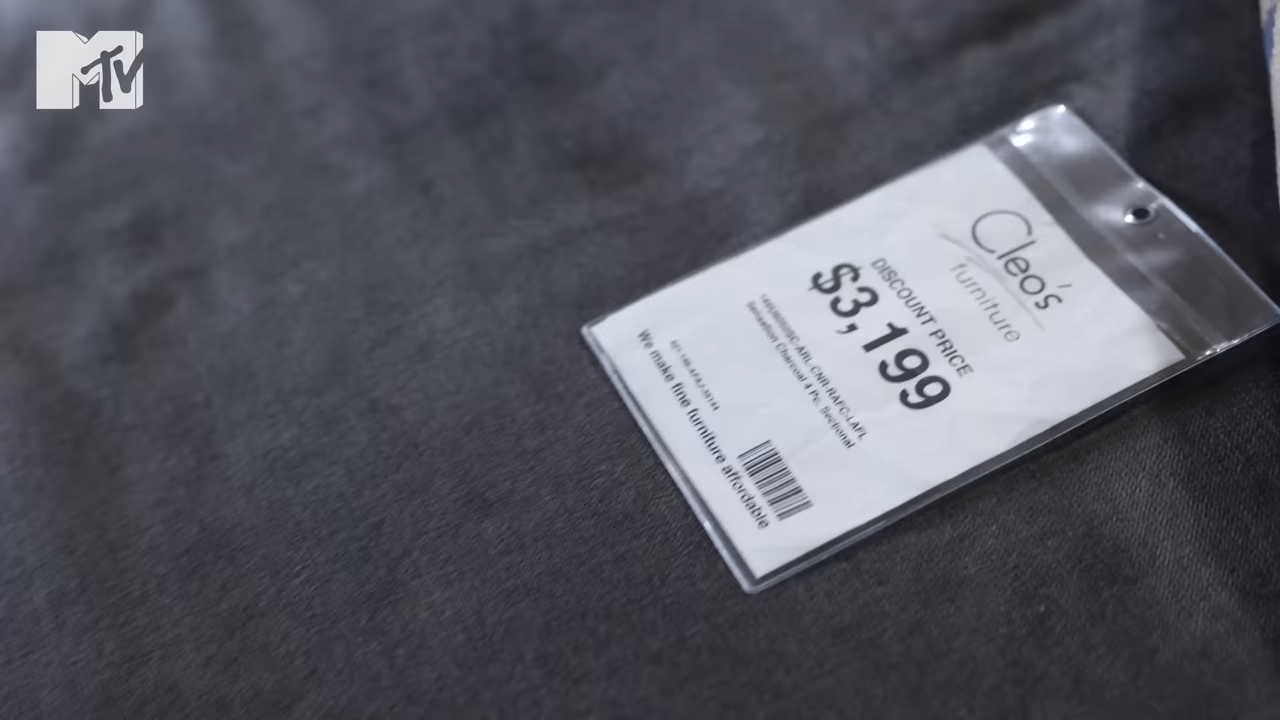 MTV
Cleo's
furniture
DISCOUNT PRICE
$3,199
Sensation Charcoal 4 Pc. Sectional
We make fine furniture affordable